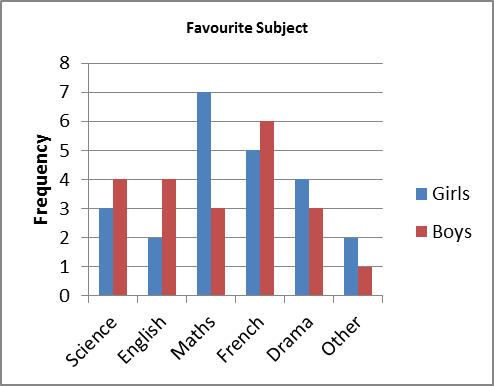 Favourite Subject
Frequency
8
7
6
5
4
3
2
1
0
Science
English
Maths
French
Drama
Other
Girls
Boys